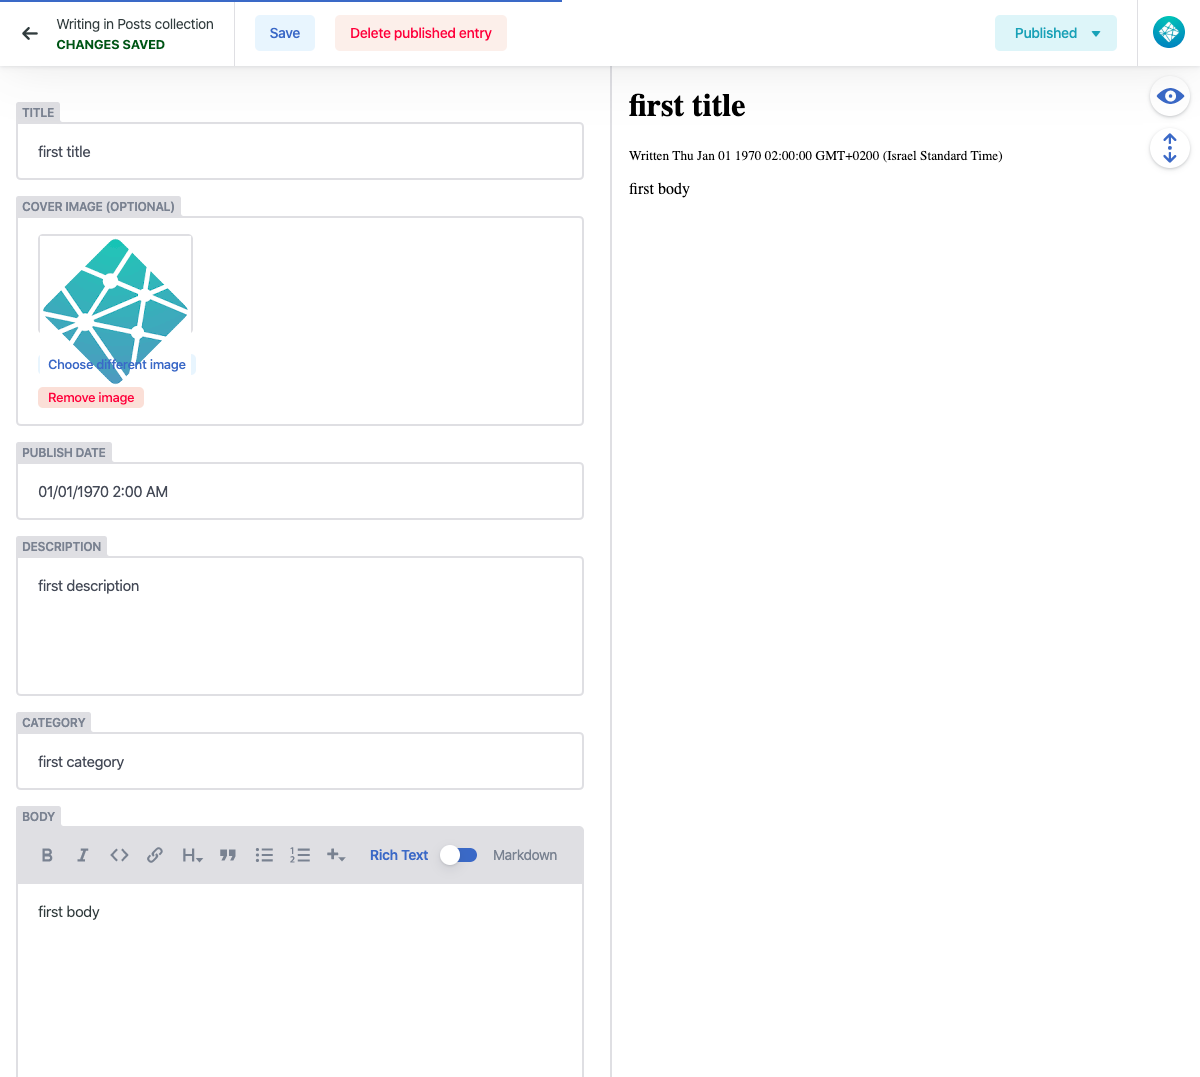 Writing in Posts collection
CHANGES SAVED
Save
Delete published entry
Published
TITLE
first title
COVER IMAGE (OPTIONAL)
Choose different image
Remove image
PUBLISH DATE
01/01/1970 2:00 AM
DESCRIPTION
first description
CATEGORY
first category
BODY
B I H 1 2 Rich Text Markdown
first body
first title
Written Thu Jan 01 1970 02:00:00 GMT+0200 (Israel Standard Time)
first body